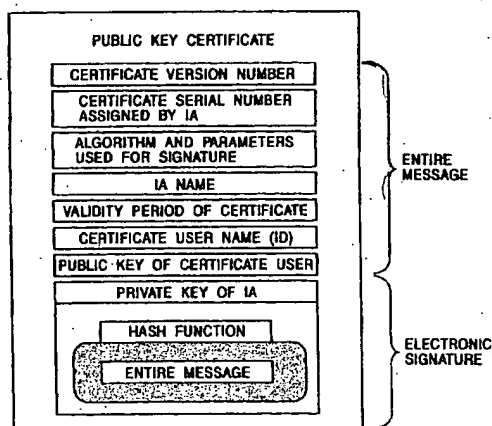 PUBLIC KEY CERTIFICATE
CERTIFICATE VERSION NUMBER
CERTIFICATE SERIAL NUMBER
ASSIGNED BY IA
ALGORITHM AND PARAMETERS
USED FOR SIGNATURE
IA NAME
VALIDITY PERIOD OF CERTIFICATE
CERTIFICATE USER NAME (ID)
PUBLIC KEY OF CERTIFICATE USER
ENTIRE
MESSAGE
PRIVATE KEY OF IA
HASH FUNCTION
ENTIRE MESSAGE
ELECTRONIC
SIGNATURE